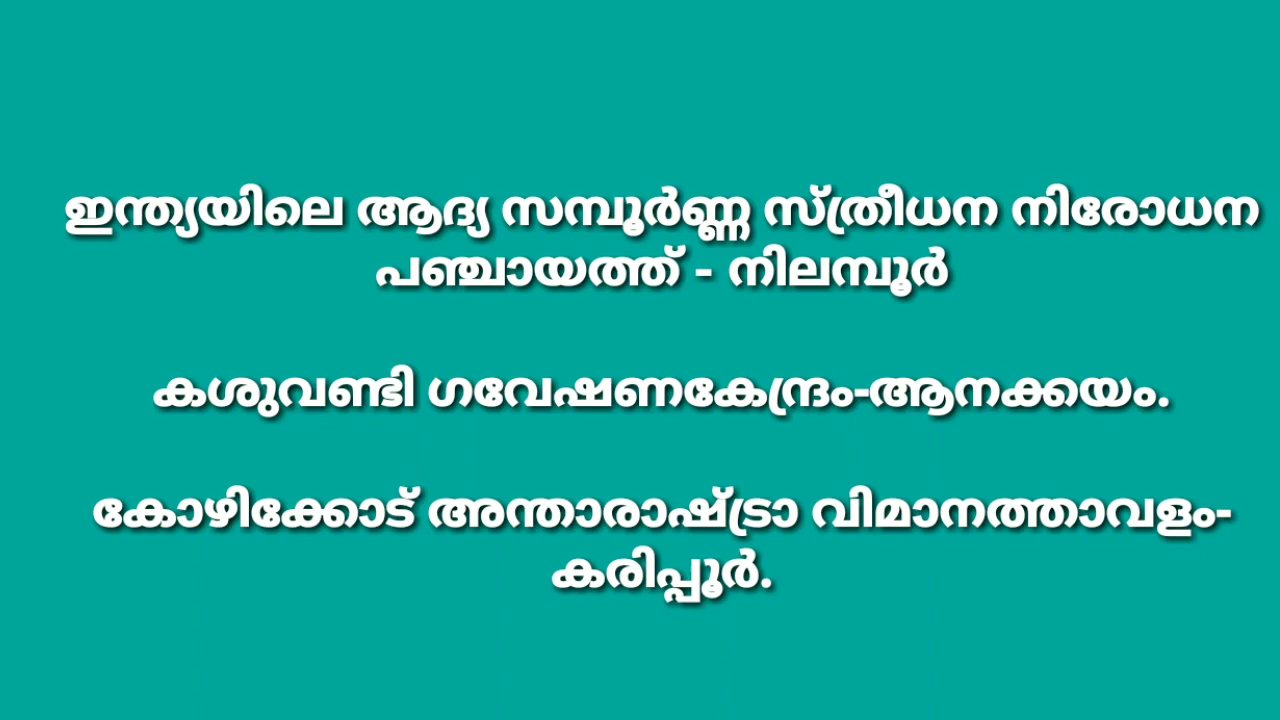 ഇന്ത്യയിലെ ആദ്യ സമ്പൂർണ്ണ സ്ത്രീധന നിരോധന
പഞ്ചായത്ത് - നിലമ്പൂർ
കശുവണ്ടി ഗവേഷണകേന്ദ്രം-ആനക്കയം.
കോഴിക്കോട് അന്താരാഷ്ട്രാ വിമാനത്താവളം-
കരിപ്പൂർ.